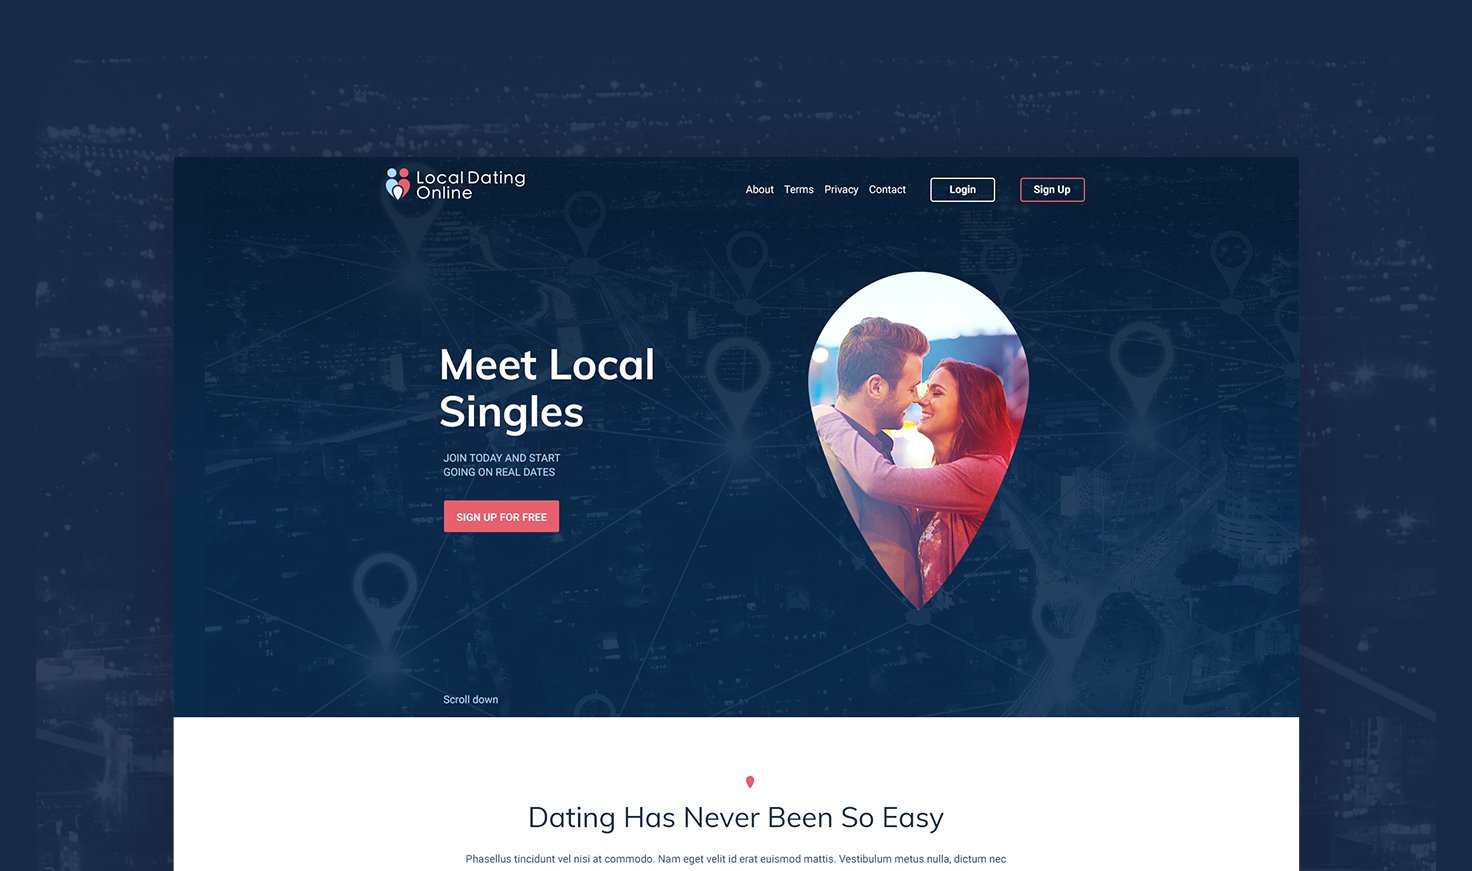 Local Dating
Online
About Terms Privacy Contact Login Sign Up
Meet Local
Singles
JOIN TODAY AND START
GOING ON REAL DATES
SIGN UP FOR FREE
Scroll down
Dating Has Never Been So Easy
Phasellus tincidunt vel nisi at commodo. Nam eget velit id erat euismod mattis. Vestibulum metus nulla, dictum nec